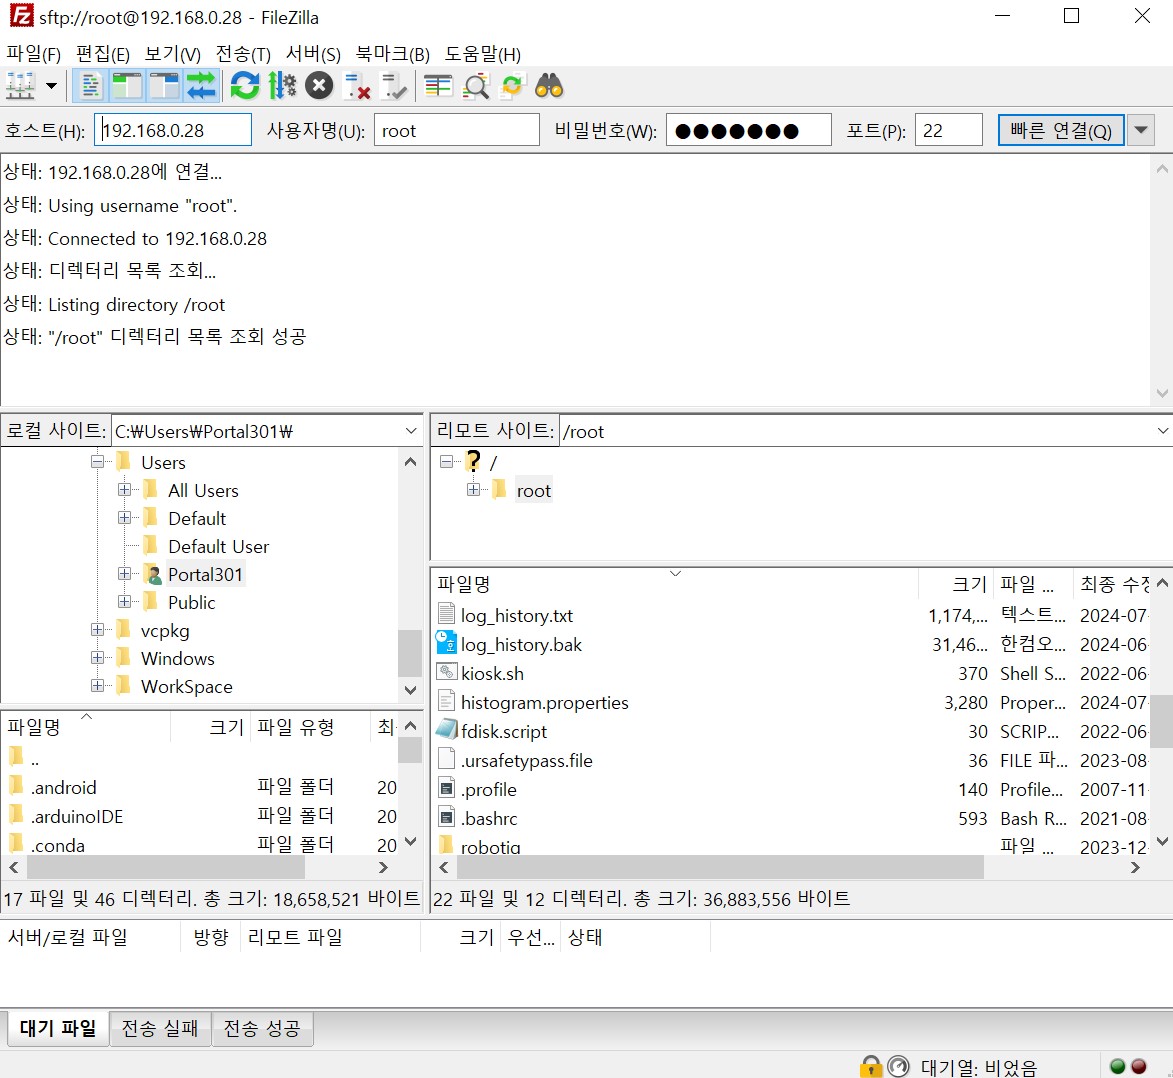 sftp://root@192.168.0.28 - FileZilla
파일(F) 편집(E) 보기(V) 전송(T) 서버(S) 북마크(B) 도움말(H)
호스트(H): 192.168.0.28 사용자명(U): root 비밀번호(W): ●●●●●●● 포트(P): 22 빠른 연결(Q)
상태: 192.168.0.28에 연결...
상태: Using username "root".
상태: Connected to 192.168.0.28
상태: 디렉터리 목록 조회...
상태: Listing directory /root
상태: "/root" 디렉터리 목록 조회 성공
로컬 사이트: C:₩Users₩Portal301₩
Users
All Users
Default
Default User
Portal301
Public
vcpkg
Windows
WorkSpace
파일명 크기 파일 유형 최
..
.android 파일 폴더 20
.arduinoIDE 파일 폴더 20
.conda 파일 폴더 20
17 파일 및 46 디렉터리. 총 크기: 18,658,521 바이트
리모트 사이트: /root
? /
root
파일명 크기 파일 ... 최종 수정
log_history.txt 1,174,... 텍스트... 2024-07-
log_history.bak 31,46... 한컴오... 2024-06-
kiosk.sh 370 Shell S... 2022-06-
histogram.properties 3,280 Proper... 2024-07-
fdisk.script 30 SCRIP... 2022-06-
.ursafetypass.file 36 FILE 파... 2023-08-
.profile 140 Profile... 2007-11-
.bashrc 593 Bash R... 2021-08-
robotiq 파일 ... 2023-12-
22 파일 및 12 디렉터리. 총 크기: 36,883,556 바이트
서버/로컬 파일 방향 리모트 파일 크기 우선... 상태
대기 파일 전송 실패 전송 성공
대기열: 비었음